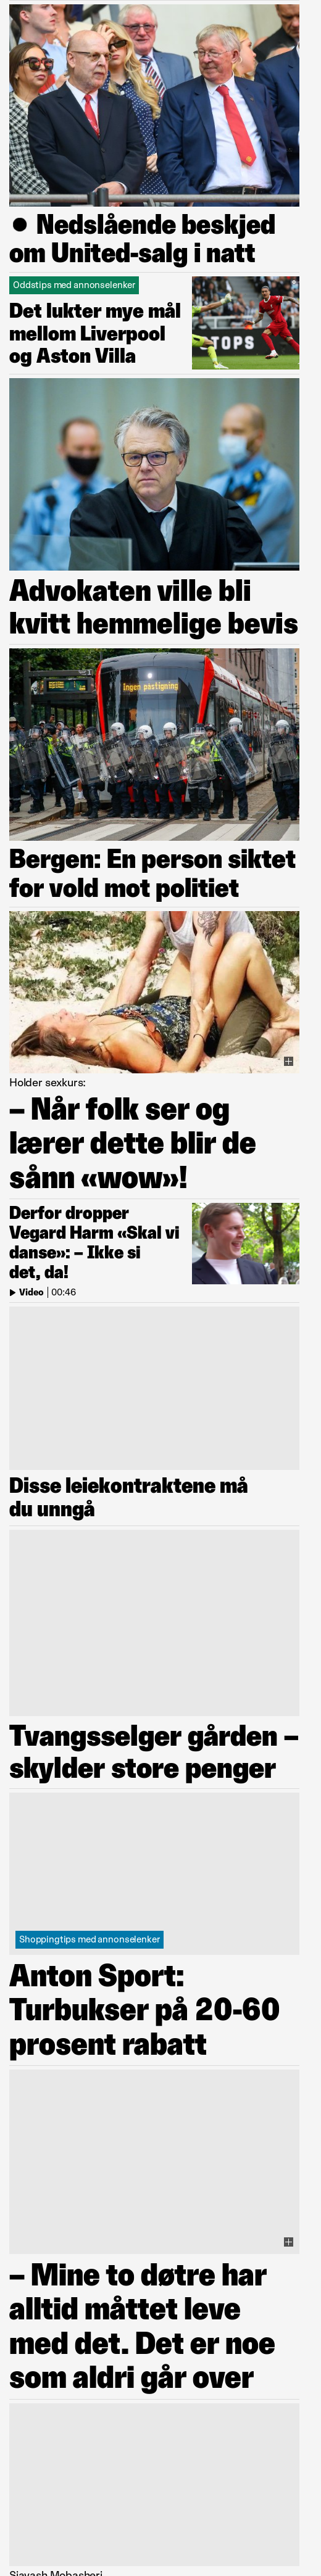 ● Nedslående beskjed
om United-salg i natt
Oddstips med annonselenker
Det lukter mye mål
mellom Liverpool
og Aston Villa
OPS
Advokaten ville bli
kvitt hemmelige bevis
Ingen påstigning
Bergen: En person siktet
for vold mot politiet
Holder sexkurs:
– Når folk ser og
lærer dette blir de
sånn «wow»!
Derfor dropper
Vegard Harm «Skal vi
danse»: – Ikke si
det, da!
Video | 00:46
Disse leiekontraktene må
du unngå
Tvangsselger gården –
skylder store penger
Shoppingtips med annonselenker
Anton Sport:
Turbukser på 20-60
prosent rabatt
– Mine to døtre har
alltid måttet leve
med det. Det er noe
som aldri går over
Siavash Mobasheri